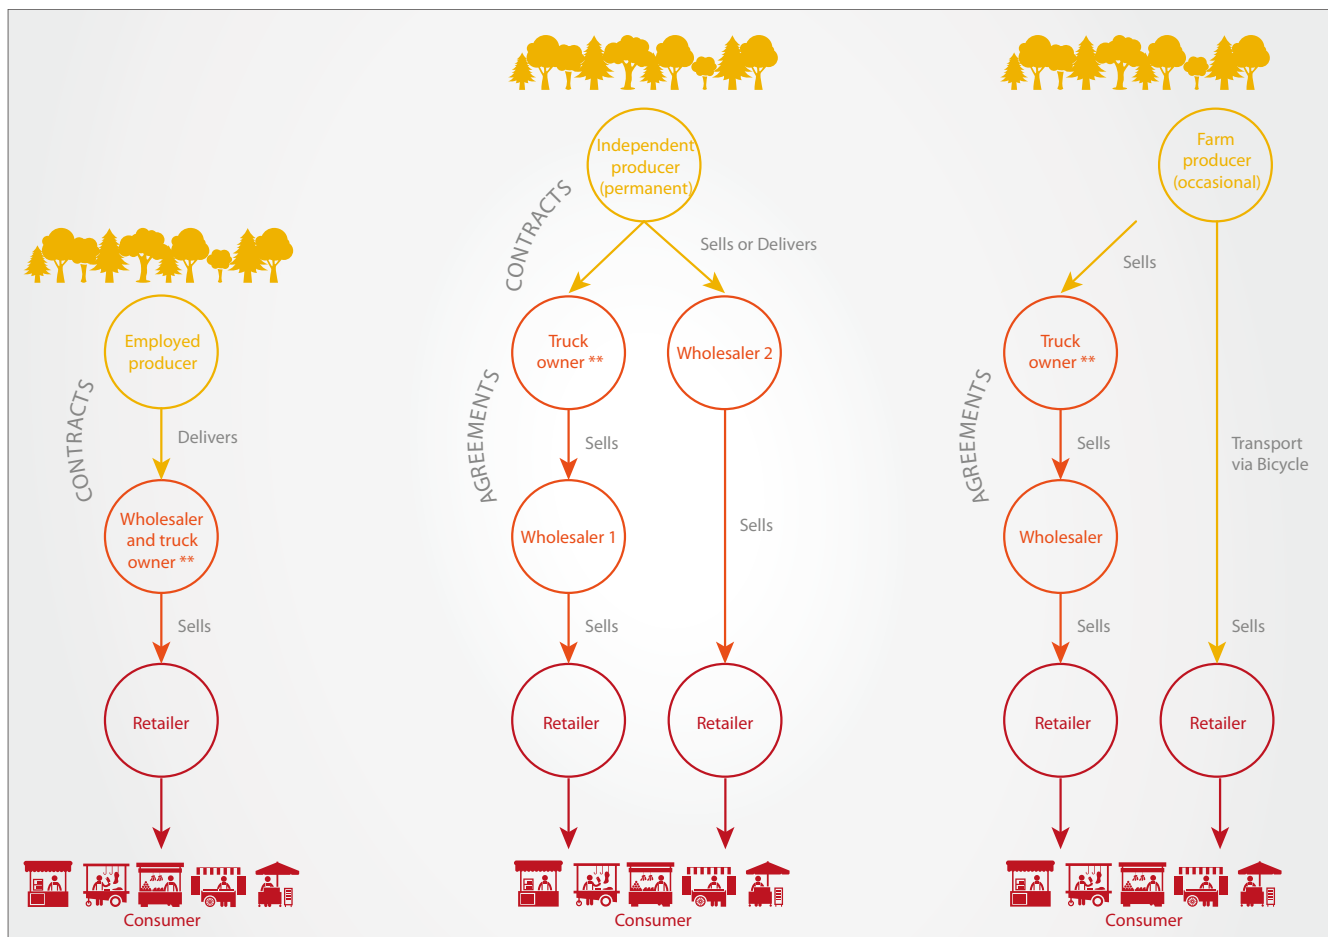 Employed
producer
CONTRACTS
Delivers
Wholesaler
and truck
owner **
Sells
Retailer
Consumer
Independent
producer
(permanent)
CONTRACTS
Sells or Delivers
Truck
owner **
Wholesaler 2
AGREEMENTS
Sells
Wholesaler 1
Sells
Sells
Retailer
Retailer
Consumer
Farm
producer
(occasional)
Sells
Truck
owner **
AGREEMENTS
Sells
Transport
via Bicycle
Wholesaler
Sells
Sells
Retailer
Retailer
Consumer